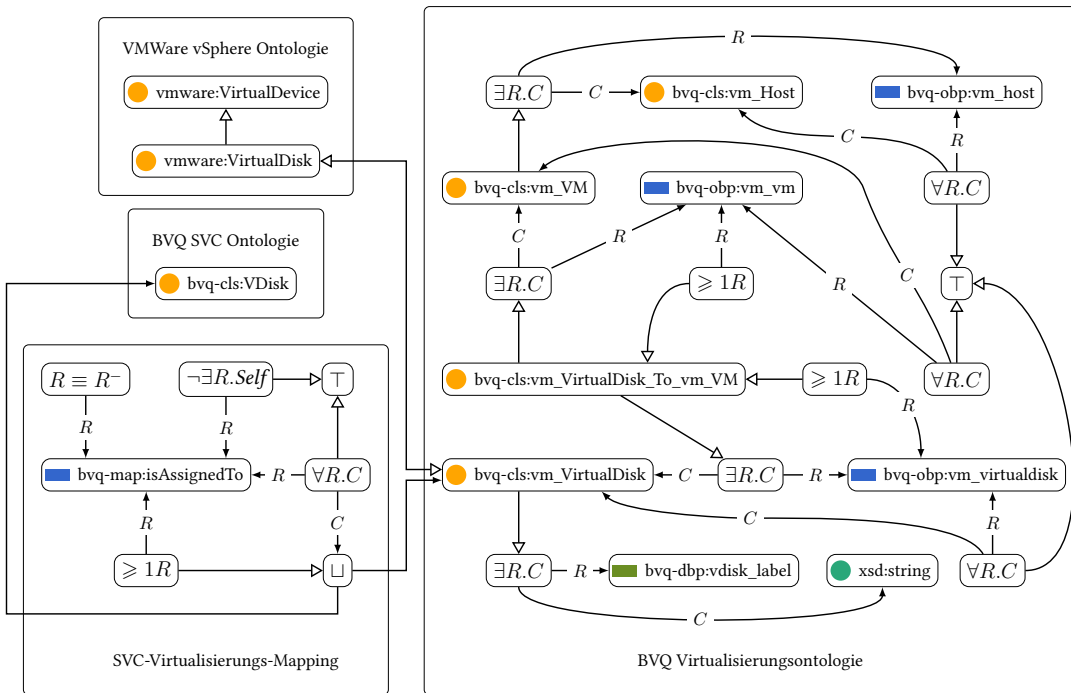 VMWare vSphere Ontologie
vmware:VirtualDevice
vmware:VirtualDisk
BVQ SVC Ontologie
bvq-cls:VDisk
R ≡ R⁻
¬∃R.Self
⊤
R
R
bvq-map:isAssignedTo
R
∀R.C
R
C
⩾ 1R
⊔
SVC-Virtualisierungs-Mapping
R
∃R.C
C
bvq-cls:vm_Host
bvq-obp:vm_host
C
R
bvq-cls:vm_VM
bvq-obp:vm_vm
∀R.C
C
R
R
∃R.C
⩾ 1R
R
C
⊤
bvq-cls:vm_VirtualDisk_To_vm_VM
⩾ 1R
∀R.C
R
bvq-cls:vm_VirtualDisk
C
∃R.C
R
bvq-obp:vm_virtualdisk
C
R
∃R.C
R
bvq-dbp:vdisk_label
xsd:string
∀R.C
C
BVQ Virtualisierungsontologie